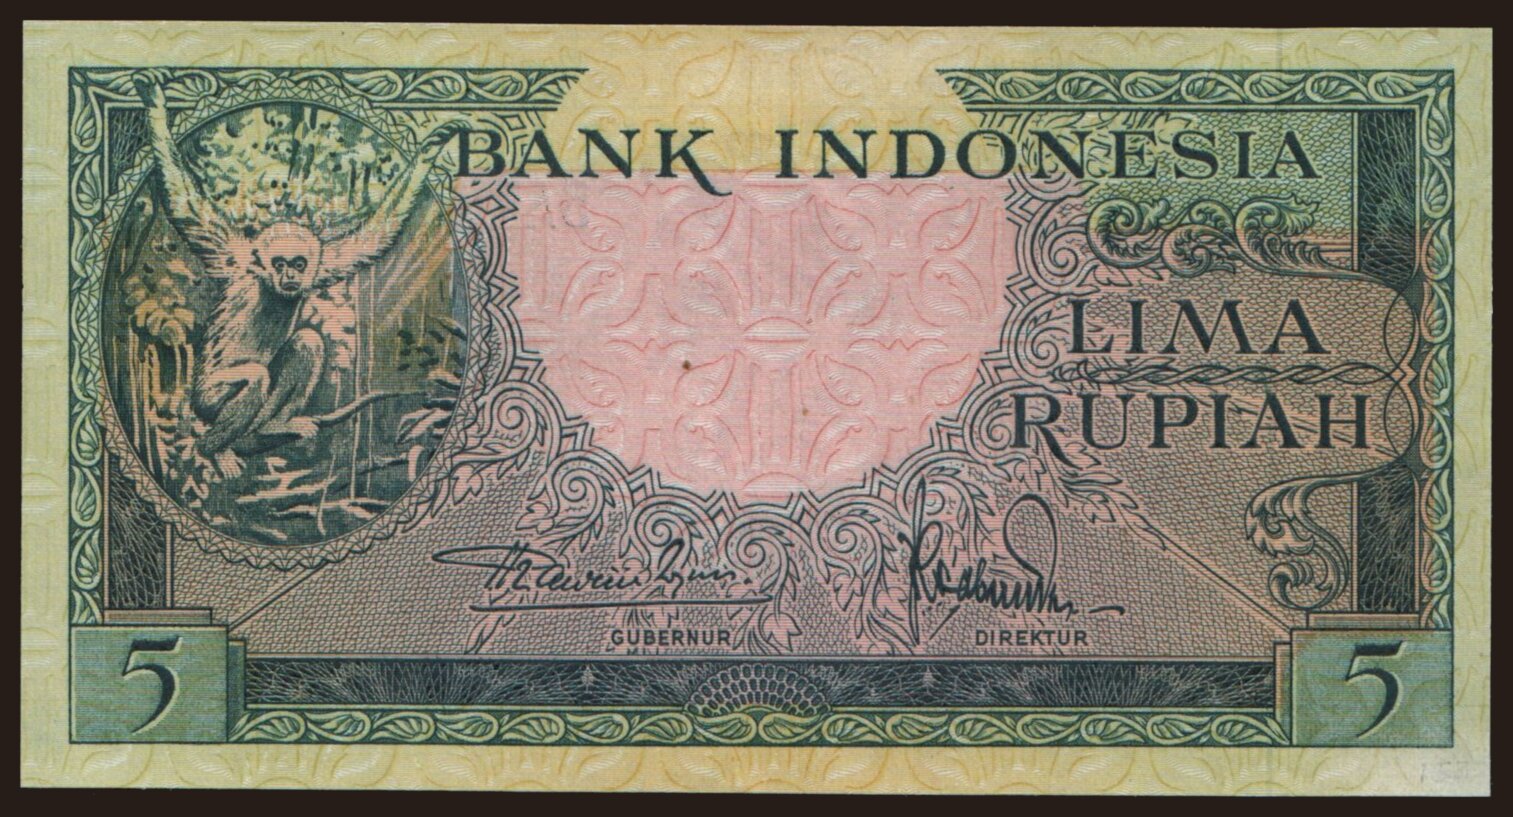 BANK INDONESIA
LIMA
RUPIAH
GUBERNUR
DIREKTUR
5
5